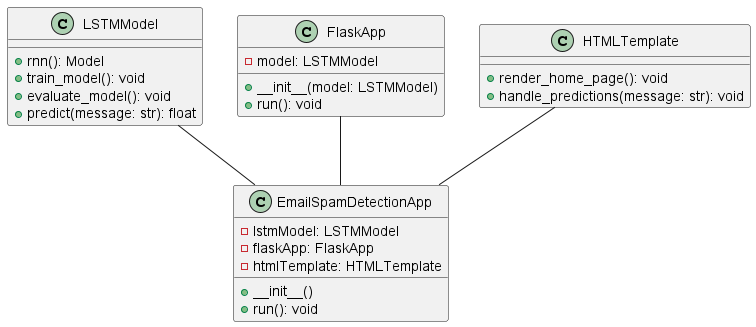 C LSTMModel
rnn(): Model
train_model(): void
evaluate_model(): void
predict(message: str): float
C FlaskApp
model: LSTMModel
__init__(model: LSTMModel)
run(): void
C HTMLTemplate
render_home_page(): void
handle_predictions(message: str): void
C EmailSpamDetectionApp
lstmModel: LSTMModel
flaskApp: FlaskApp
htmlTemplate: HTMLTemplate
__init__()
run(): void